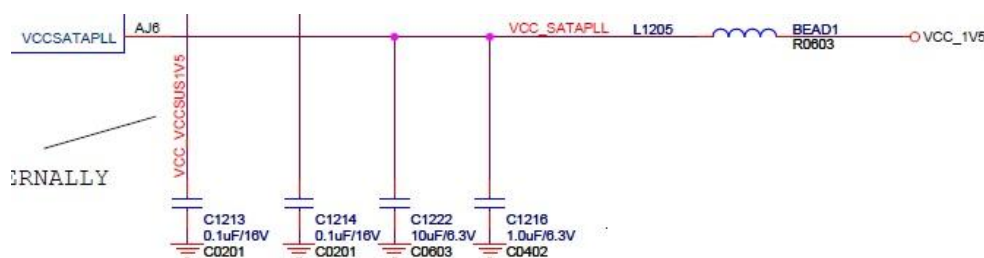 VCCSATAPLL
AJ6
VCC_SATAPLL
L1205
BEAD1
R0603
VCC_1V5
VCC_VCCSUS1V5
ERNALLY
C1213
0.1uF/16V
C0201
C1214
0.1uF/16V
C0201
C1222
10uF/6.3V
C0603
C1216
1.0uF/6.3V
C0402